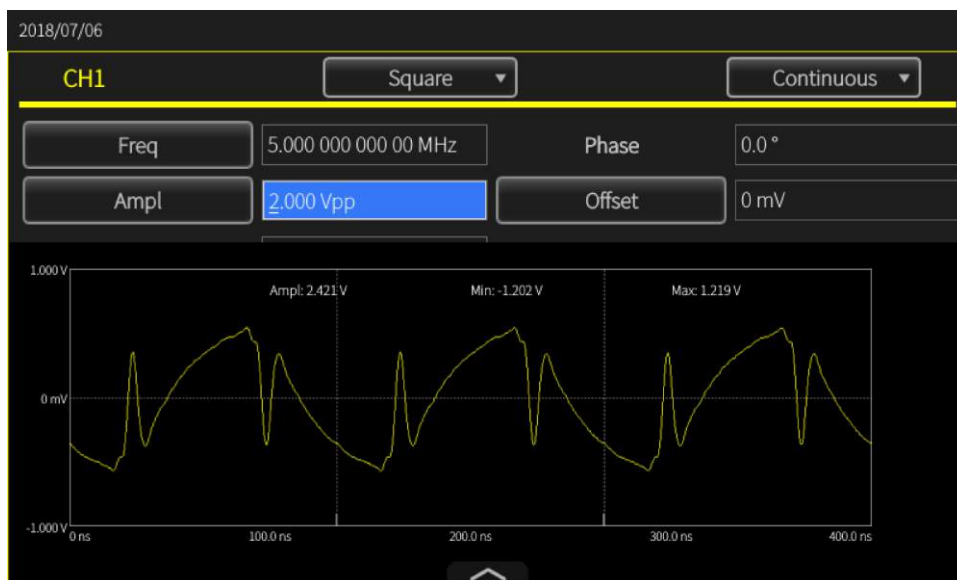 2018/07/06
CH1 Square Continuous
Freq 5.000 000 000 00 MHz Phase 0.0 °
Ampl 2.000 Vpp Offset 0 mV
1.000 V
Ampl: 2.421 V Min: -1.202 V Max: 1.219 V
0 mV
-1.000 V
0 ns 100.0 ns 200.0 ns 300.0 ns 400.0 ns